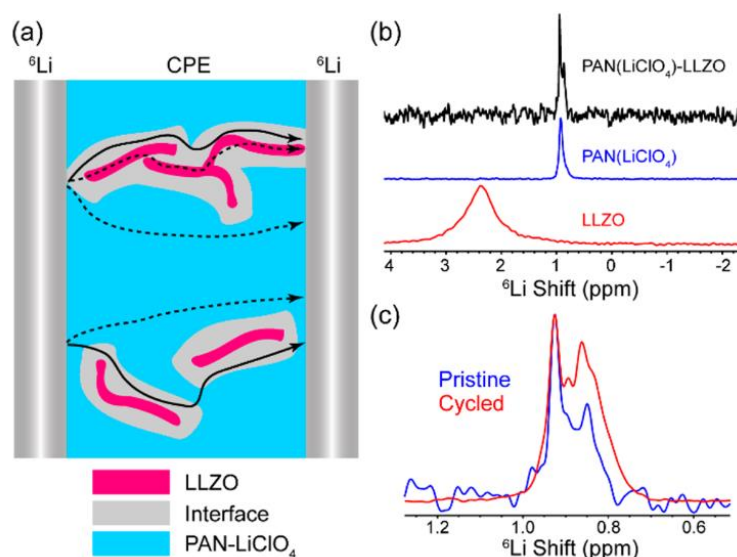 (a)
⁶Li CPE ⁶Li
LLZO
Interface
PAN-LiClO₄
(b)
PAN(LiClO₄)-LLZO
PAN(LiClO₄)
LLZO
4 3 2 1 0 -1 -2
⁶Li Shift (ppm)
(c)
Pristine
Cycled
1.2 1.0 0.8 0.6
⁶Li Shift (ppm)